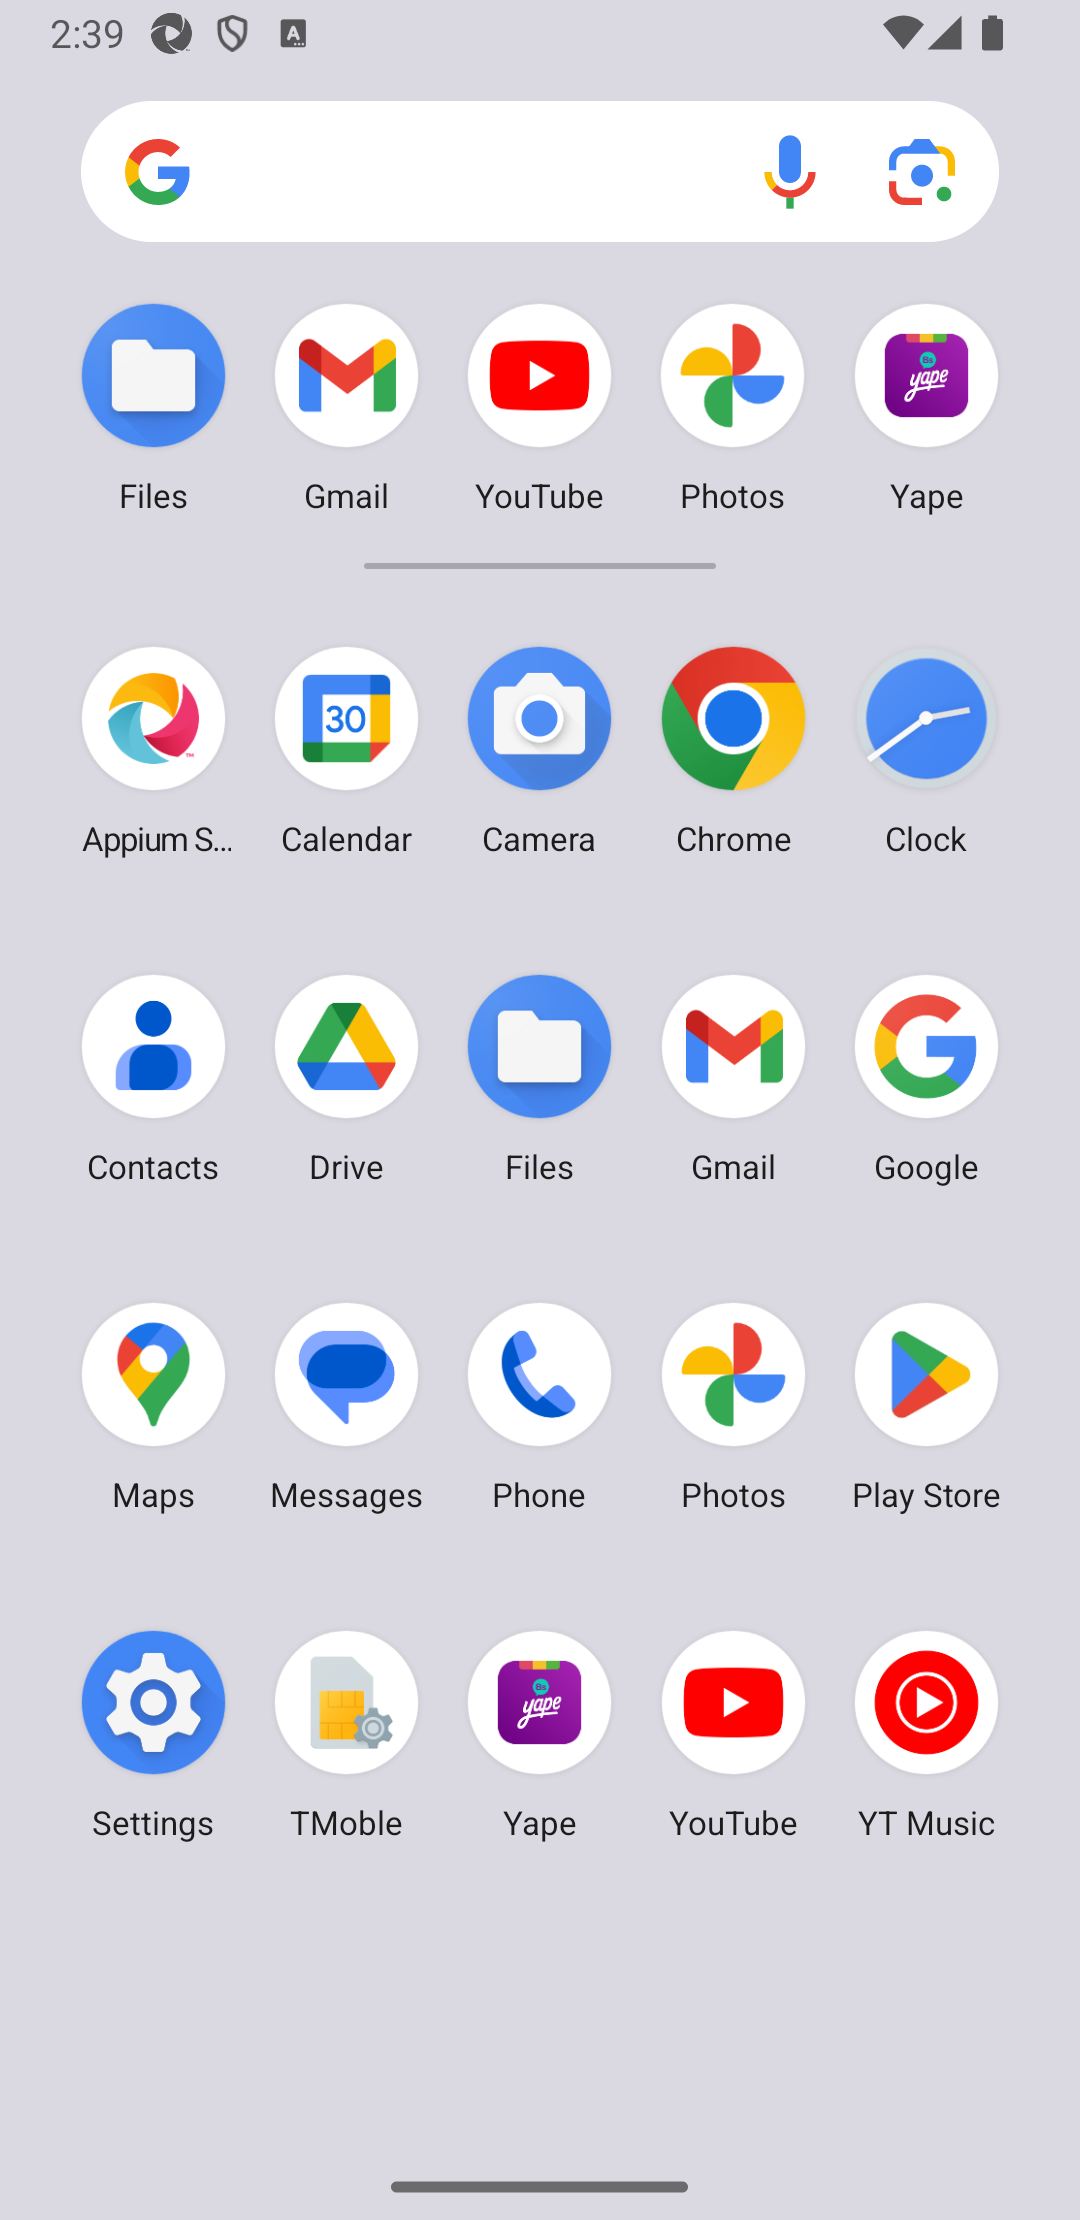 2:39
Files Gmail YouTube Photos Yape
Appium S... Calendar Camera Chrome Clock
Contacts Drive Files Gmail Google
Maps Messages Phone Photos Play Store
Settings TMoble Yape YouTube YT Music